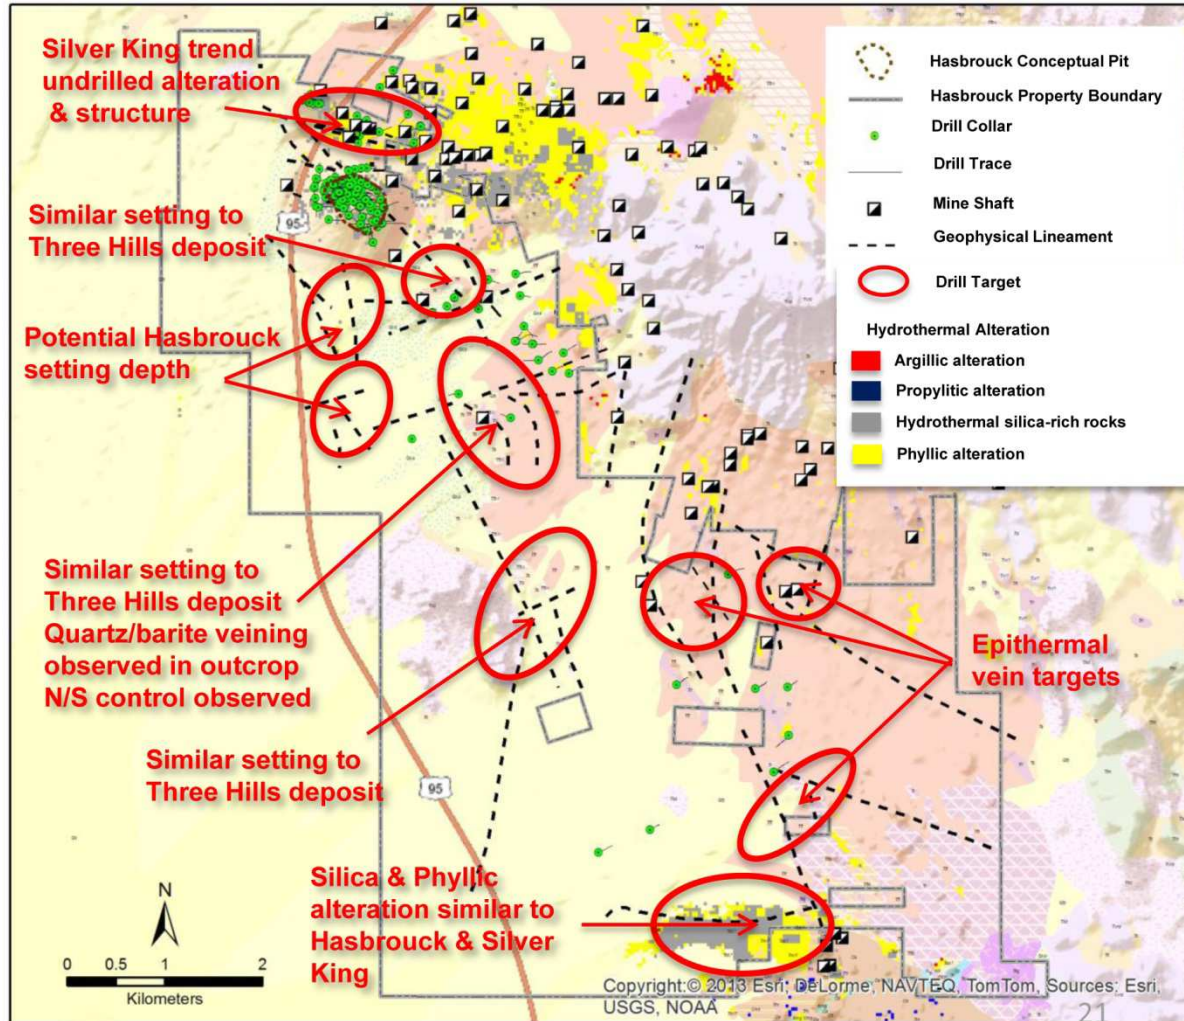 Silver King trend
undrilled alteration
& structure
Similar setting to
Three Hills deposit
Potential Hasbrouck
setting depth
Similar setting to
Three Hills deposit
Quartz/barite veining
observed in outcrop
N/S control observed
Similar setting to
Three Hills deposit
Silica & Phyllic
alteration similar to
Hasbrouck & Silver
King
Epithermal
vein targets
95
95
Hasbrouck Conceptual Pit
Hasbrouck Property Boundary
Drill Collar
Drill Trace
Mine Shaft
Geophysical Lineament
Drill Target
Hydrothermal Alteration
Argillic alteration
Propylitic alteration
Hydrothermal silica-rich rocks
Phyllic alteration
N
0 0.5 1 2
Kilometers
Copyright:© 2013 Esri, DeLorme, NAVTEQ, TomTom, Sources: Esri,
USGS, NOAA
21